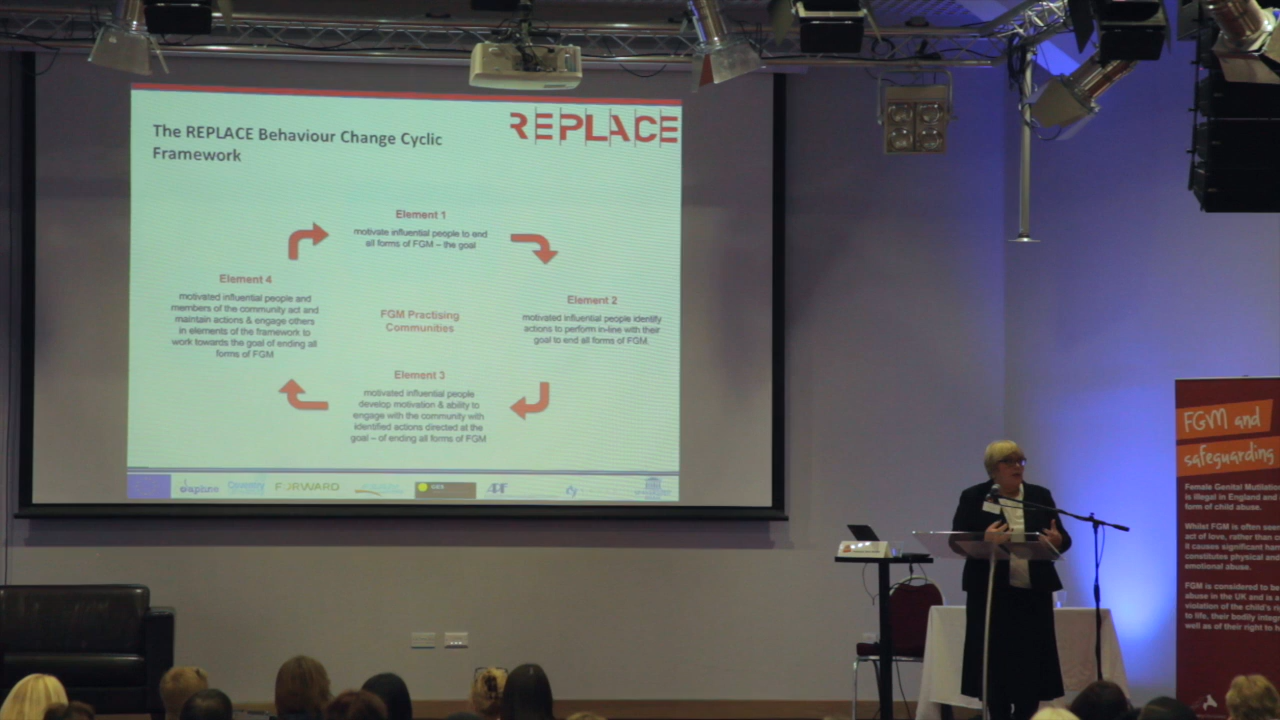 The REPLACE Behaviour Change Cyclic
Framework
REPLACE
Element 1
motivate influential people to end
all forms of FGM – the goal
Element 4
motivated influential people and
members of the community act and
maintain actions & engage others
in elements of the framework to
work towards the goal of ending all
forms of FGM
FGM Practising
Communities
Element 2
motivated influential people identify
actions to perform in-line with their
goal to end all forms of FGM.
Element 3
motivated influential people
develop motivation & ability to
engage with the community with
identified actions directed at the
goal – of ending all forms of FGM
daphne
Coventry
FORWARD
APF
FGM and
safeguarding
Female Genital Mutilation
is illegal in England and
form of child abuse.
Whilst FGM is often seen
act of love, rather than
it causes significant
constitutes physical and
emotional abuse.
FGM is considered to be
abuse in the UK and is a
violation of the child's
to life, their bodily
well as of their right to